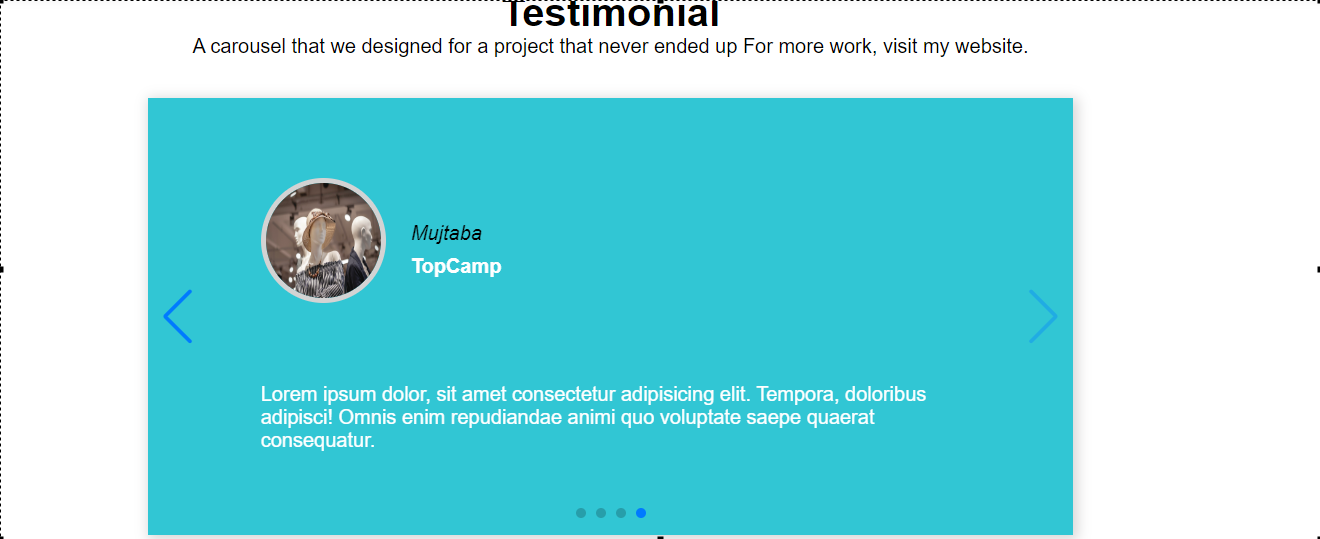 Testimonial
A carousel that we designed for a project that never ended up For more work, visit my website.
Mujtaba
TopCamp
Lorem ipsum dolor, sit amet consectetur adipisicing elit. Tempora, doloribus
adipisci! Omnis enim repudiandae animi quo voluptate saepe quaerat
consequatur.